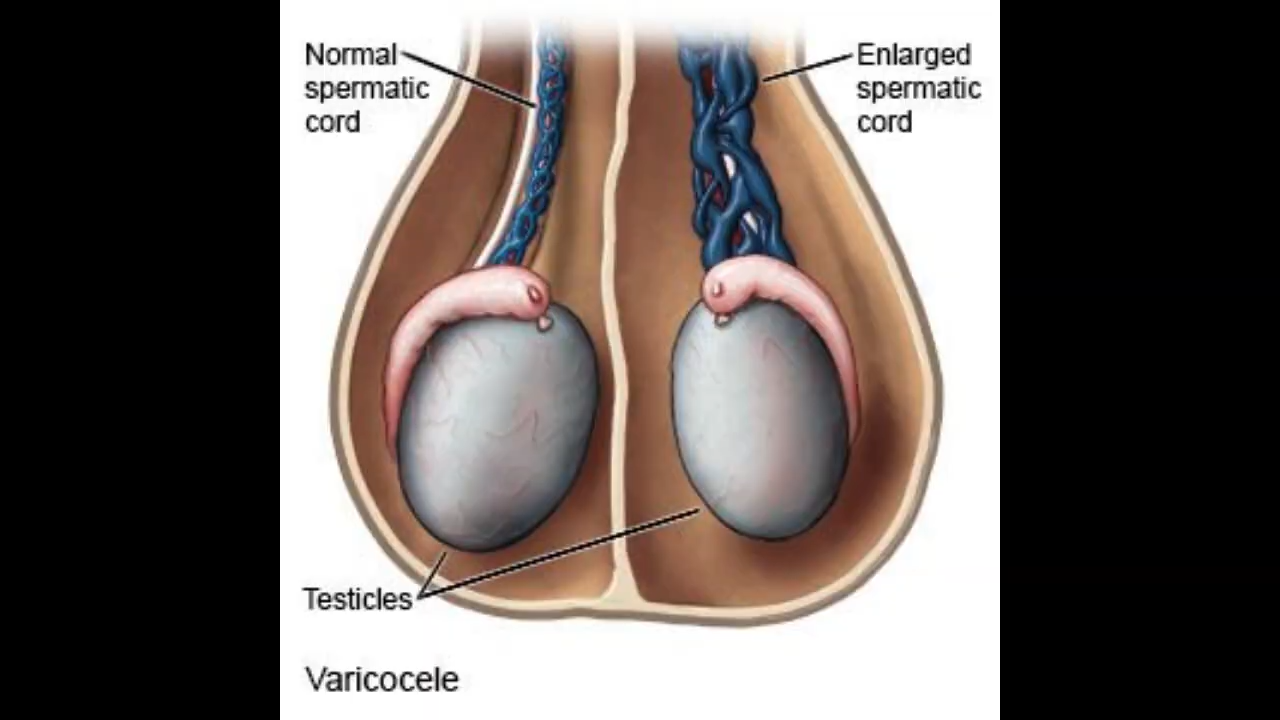 Normal
spermatic
cord
Enlarged
spermatic
cord
Testicles
Varicocele